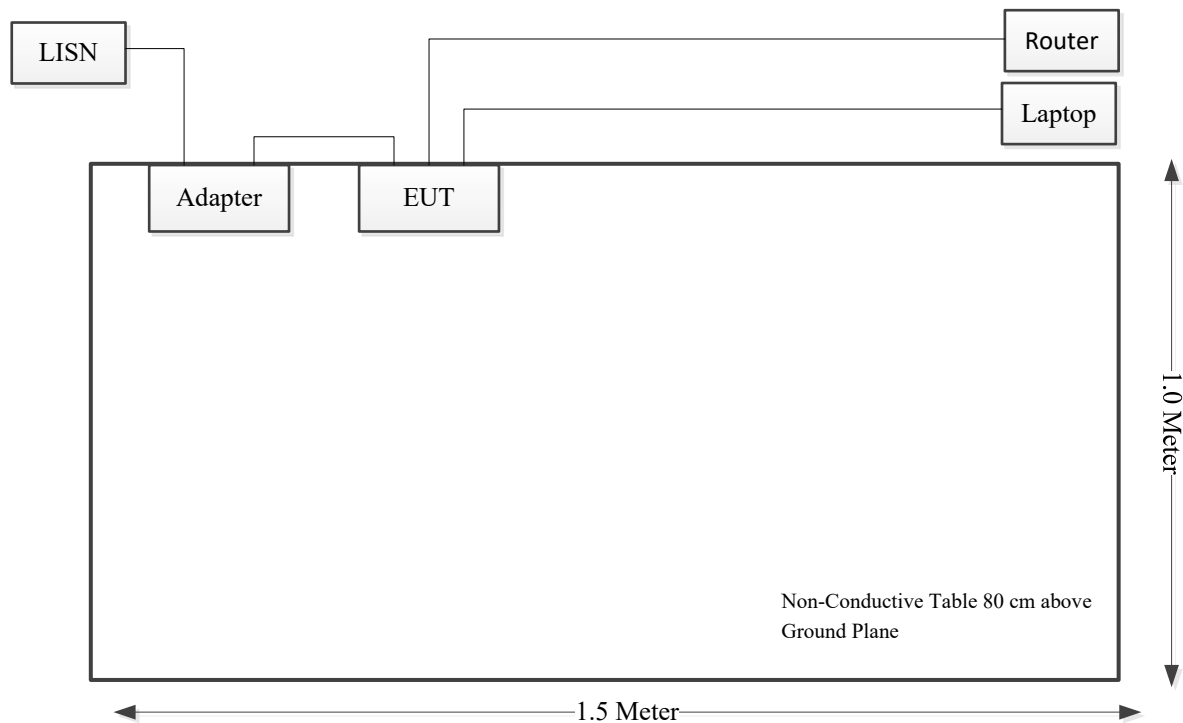 LISN
Router
Laptop
Adapter
EUT
1.0 Meter
Non-Conductive Table 80 cm above
Ground Plane
1.5 Meter